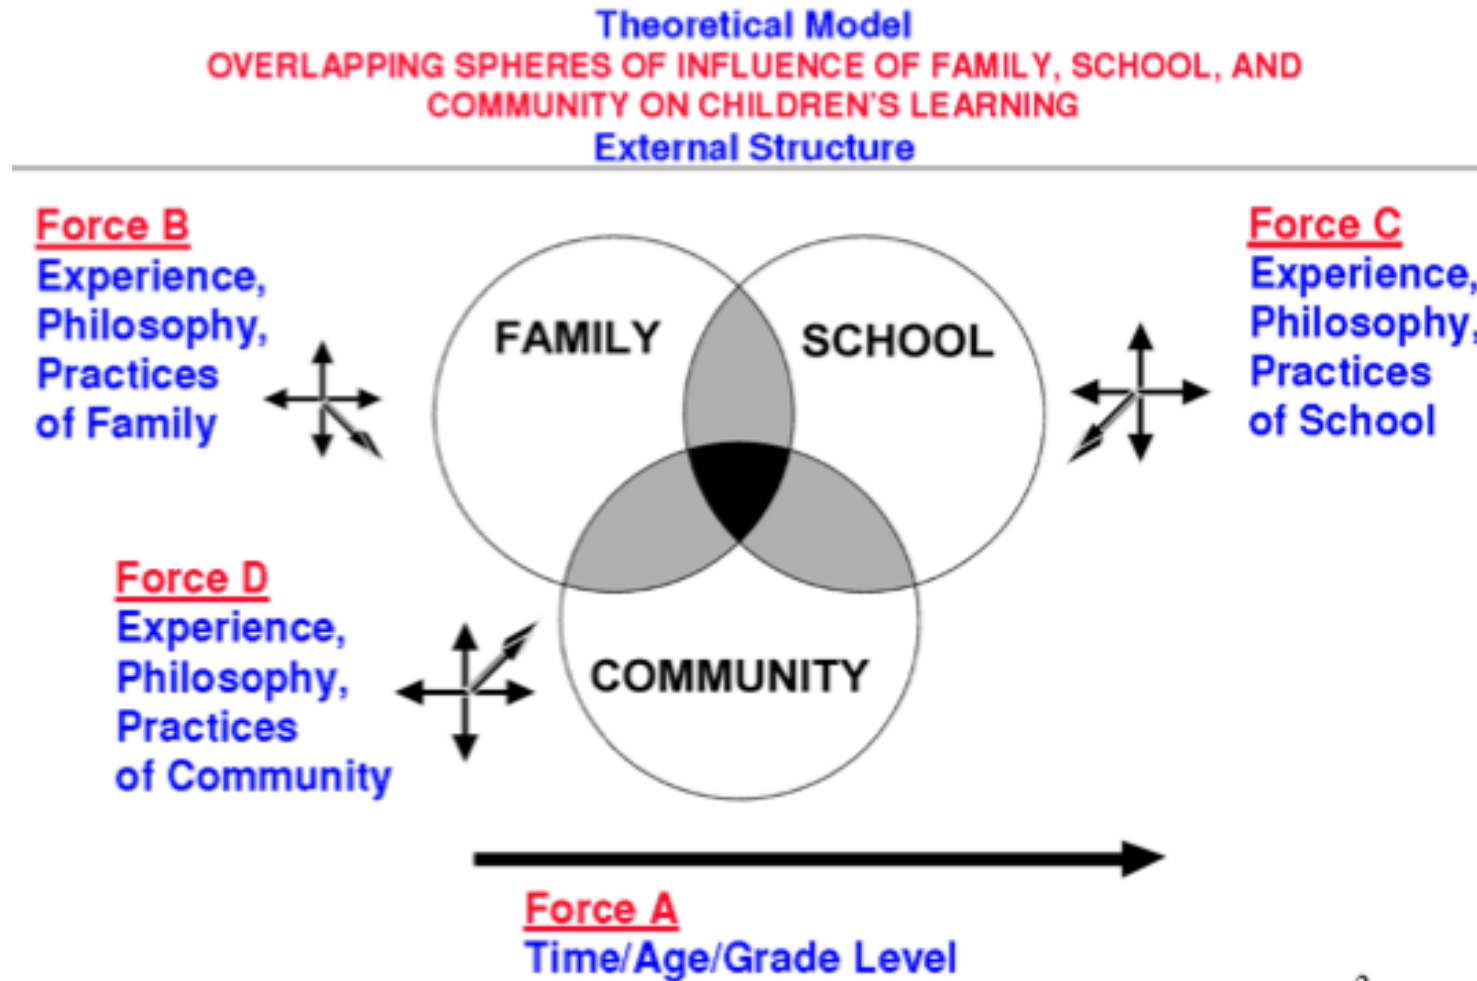 Theoretical Model
OVERLAPPING SPHERES OF INFLUENCE OF FAMILY, SCHOOL, AND
COMMUNITY ON CHILDREN'S LEARNING
External Structure
Force B
Experience,
Philosophy,
Practices
of Family
FAMILY
SCHOOL
Force C
Experience,
Philosophy,
Practices
of School
Force D
Experience,
Philosophy,
Practices
of Community
COMMUNITY
Force A
Time/Age/Grade Level